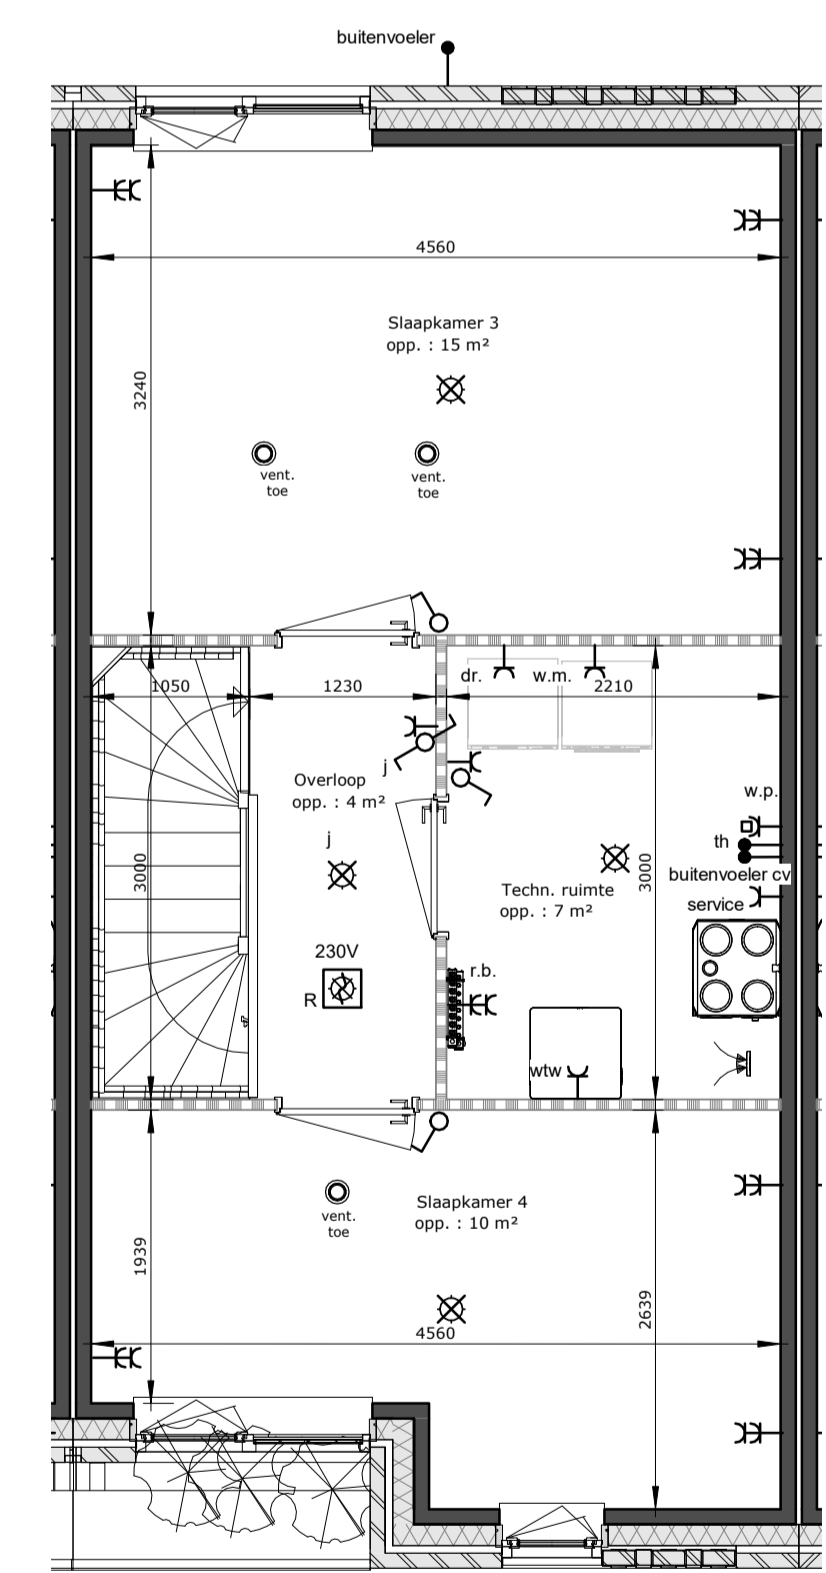 buitenvoeler
4560
Slaapkamer 3
opp. : 15 m²
3240
vent.
toe
vent.
toe
dr.
w.m.
1050
1230
2210
j
Overloop
opp. : 4 m²
w.p.
j
th
3000
3000
buitenvoeler cv
Techn. ruimte
opp. : 7 m²
service
230V
R
r.b.
wtw
Slaapkamer 4
opp. : 10 m²
vent.
toe
1939
2639
4560